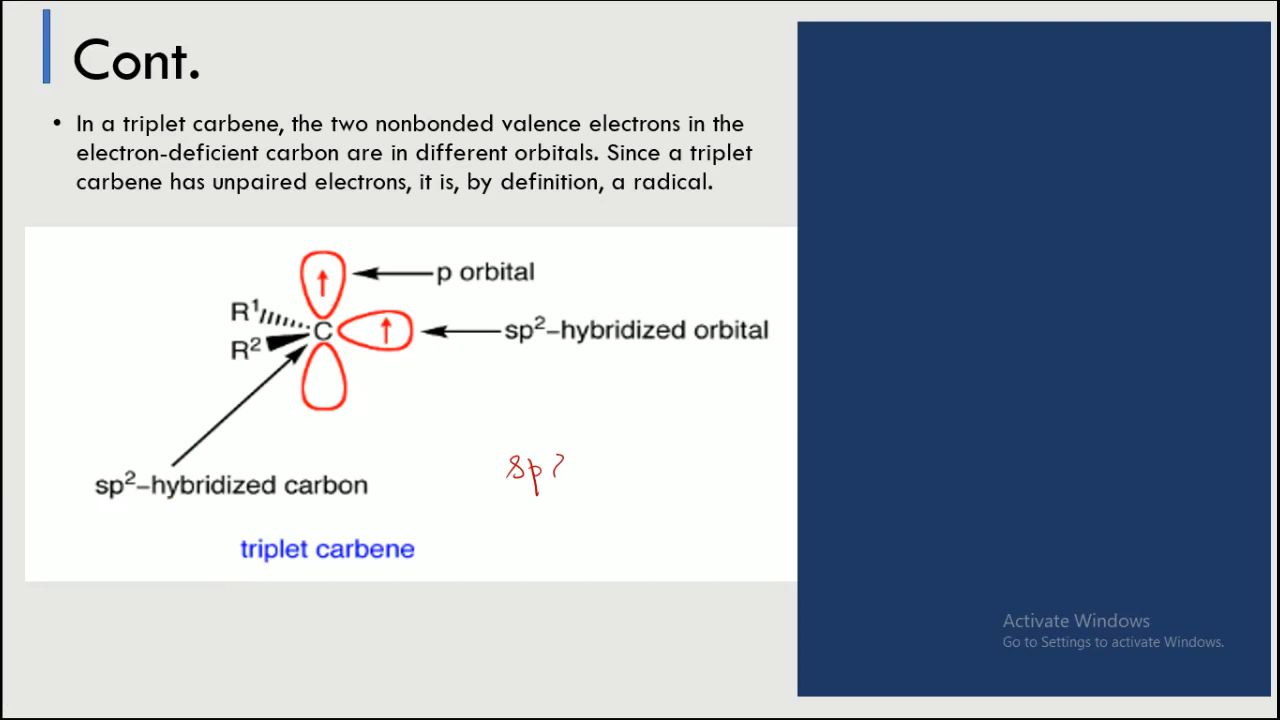 Cont.
• In a triplet carbene, the two nonbonded valence electrons in the
electron-deficient carbon are in different orbitals. Since a triplet
carbene has unpaired electrons, it is, by definition, a radical.
p orbital
R¹
C
sp²–hybridized orbital
R²
sp²–hybridized carbon
sp
triplet carbene
Activate Windows
Go to Settings to activate Windows.